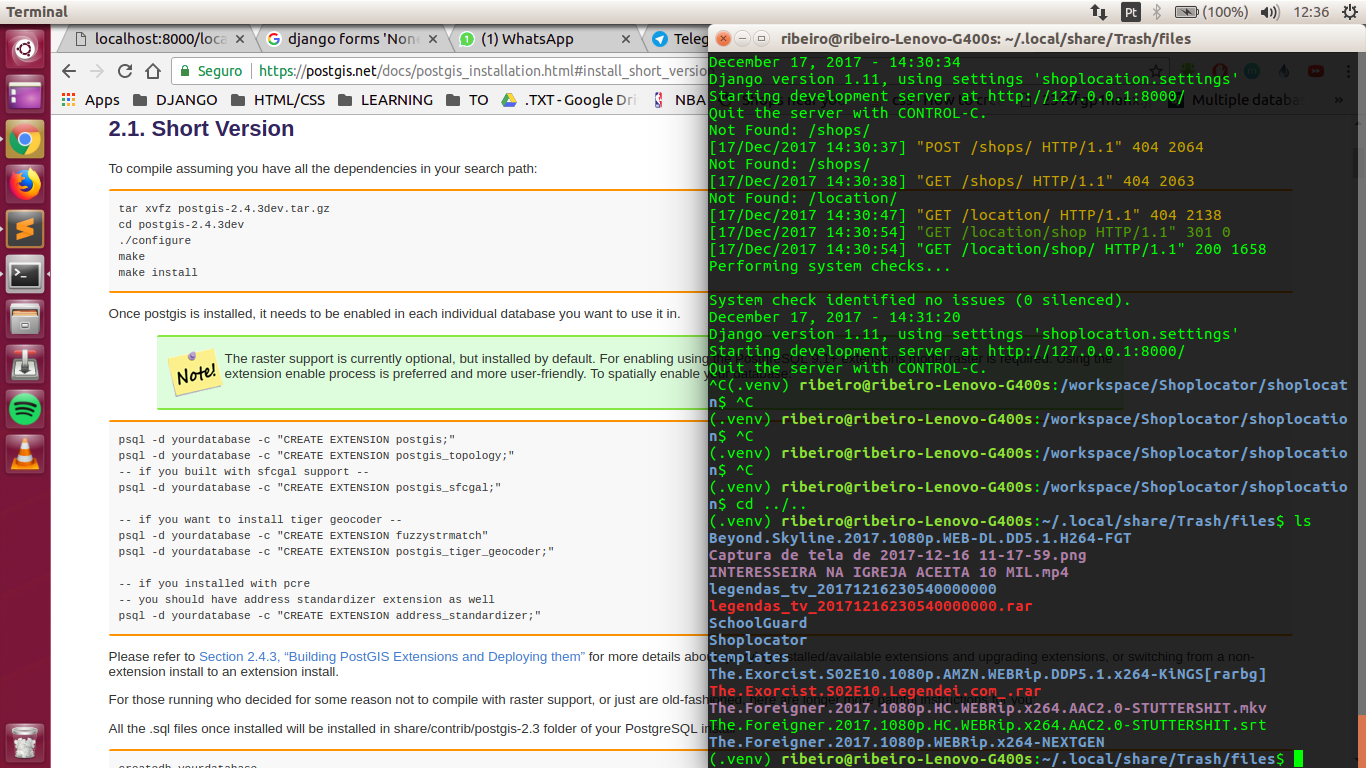 Terminal
Pt
(100%)
12:36
localhost:8000/loca
django forms 'None
(1) WhatsApp
Teleg
Seguro
https://postgis.net/docs/postgis_installation.html#install_short_versio
Apps
DJANGO
HTML/CSS
LEARNING
TO
.TXT - Google Dri
NBA
Multiple databa
»
2.1. Short Version
To compile assuming you have all the dependencies in your search path:
tar xvfz postgis-2.4.3dev.tar.gz
cd postgis-2.4.3dev
./configure
make
make install
Once postgis is installed, it needs to be enabled in each individual database you want to use it in.
Note!
The raster support is currently optional, but installed by default. For enabling using
extension enable process is preferred and more user-friendly. To spatially enable
psql -d yourdatabase -c "CREATE EXTENSION postgis;"
psql -d yourdatabase -c "CREATE EXTENSION postgis_topology;"
-- if you built with sfcgal support --
psql -d yourdatabase -c "CREATE EXTENSION postgis_sfcgal;"
-- if you want to install tiger geocoder --
psql -d yourdatabase -c "CREATE EXTENSION fuzzystrmatch"
psql -d yourdatabase -c "CREATE EXTENSION postgis_tiger_geocoder;"
-- if you installed with pcre
-- you should have address standardizer extension as well
psql -d yourdatabase -c "CREATE EXTENSION address_standardizer;"
Please refer to Section 2.4.3, “Building PostGIS Extensions and Deploying them” for more details installed/available extensions and upgrading extensions, or switching from a non-
extension install to an extension install.
For those running who decided for some reason not to compile with raster support, or just are
All the .sql files once installed will be installed in share/contrib/postgis-2.3 folder of your PostgreSQL
createdb yourdatabase
ribeiro@ribeiro-Lenovo-G400s: ~/.local/share/Trash/files
December 17, 2017 - 14:30:34
Django version 1.11, using settings 'shoplocation.settings'
Starting development server at http://127.0.0.1:8000/
Quit the server with CONTROL-C.
Not Found: /shops/
[17/Dec/2017 14:30:37] "POST /shops/ HTTP/1.1" 404 2064
Not Found: /shops/
[17/Dec/2017 14:30:38] "GET /shops/ HTTP/1.1" 404 2063
Not Found: /location/
[17/Dec/2017 14:30:47] "GET /location/ HTTP/1.1" 404 2138
[17/Dec/2017 14:30:54] "GET /location/shop HTTP/1.1" 301 0
[17/Dec/2017 14:30:54] "GET /location/shop/ HTTP/1.1" 200 1658
Performing system checks...
System check identified no issues (0 silenced).
December 17, 2017 - 14:31:20
Django version 1.11, using settings 'shoplocation.settings'
Starting development server at http://127.0.0.1:8000/
Quit the server with CONTROL-C.
^C(.venv) ribeiro@ribeiro-Lenovo-G400s:/workspace/Shoplocator/shoplocat
n$ ^C
(.venv) ribeiro@ribeiro-Lenovo-G400s:/workspace/Shoplocator/shoplocatio
n$ ^C
(.venv) ribeiro@ribeiro-Lenovo-G400s:/workspace/Shoplocator/shoplocatio
n$ ^C
(.venv) ribeiro@ribeiro-Lenovo-G400s:/workspace/Shoplocator/shoplocatio
n$ cd ../..
(.venv) ribeiro@ribeiro-Lenovo-G400s:~/.local/share/Trash/files$ ls
Beyond.Skyline.2017.1080p.WEB-DL.DD5.1.H264-FGT
Captura de tela de 2017-12-16 11-17-59.png
INTERESSEIRA NA IGREJA ACEITA 10 MIL.mp4
legendas_tv_20171216230540000000
legendas_tv_20171216230540000000.rar
SchoolGuard
Shoplocator
templates
The.Exorcist.S02E10.1080p.AMZN.WEBRip.DDP5.1.x264-KiNGS[rarbg]
The.Exorcist.S02E10.Legendei.com_.rar
The.Foreigner.2017.1080p.HC.WEBRip.x264.AAC2.0-STUTTERSHIT.mkv
The.Foreigner.2017.1080p.HC.WEBRip.x264.AAC2.0-STUTTERSHIT.srt
The.Foreigner.2017.1080p.WEBRip.x264-NEXTGEN
(.venv) ribeiro@ribeiro-Lenovo-G400s:~/.local/share/Trash/files$